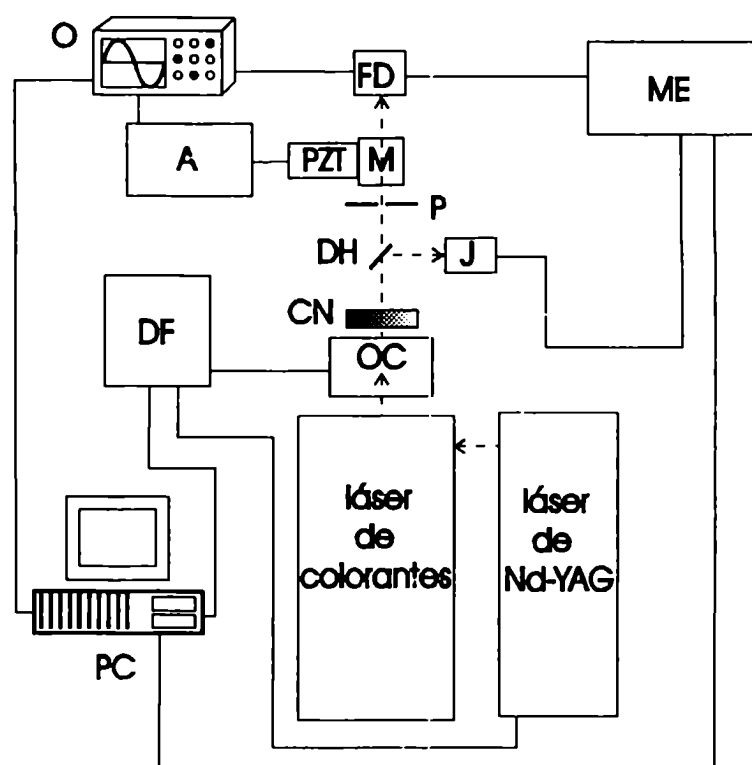 O
FD
ME
A
PZT
M
P
DH
J
CN
DF
OC
láser
de
colorantes
láser
de
Nd-YAG
PC